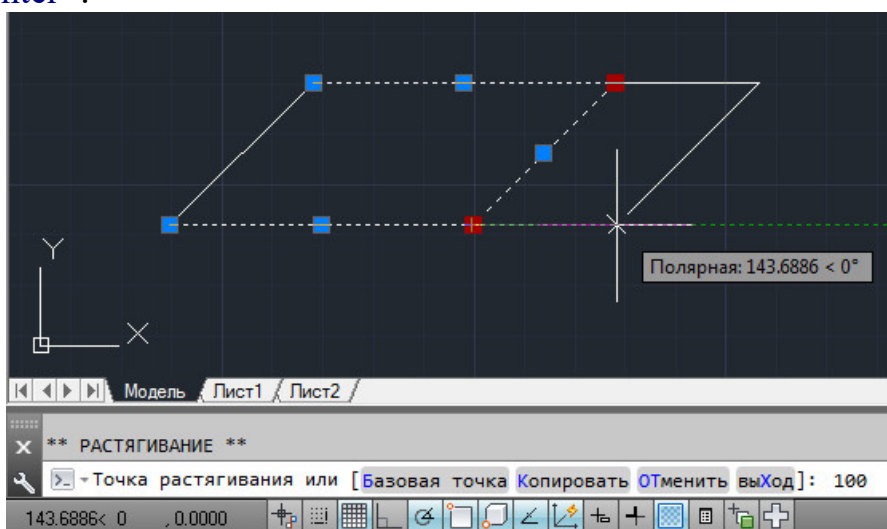 nter".
Y
Полярная: 143.6886 < 0°
X
Модель Лист1 Лист2
** РАСТЯГИВАНИЕ **
Точка растягивания или [Базовая точка Копировать ОТменить выХод]: 100
143.6886< 0 , 0.0000